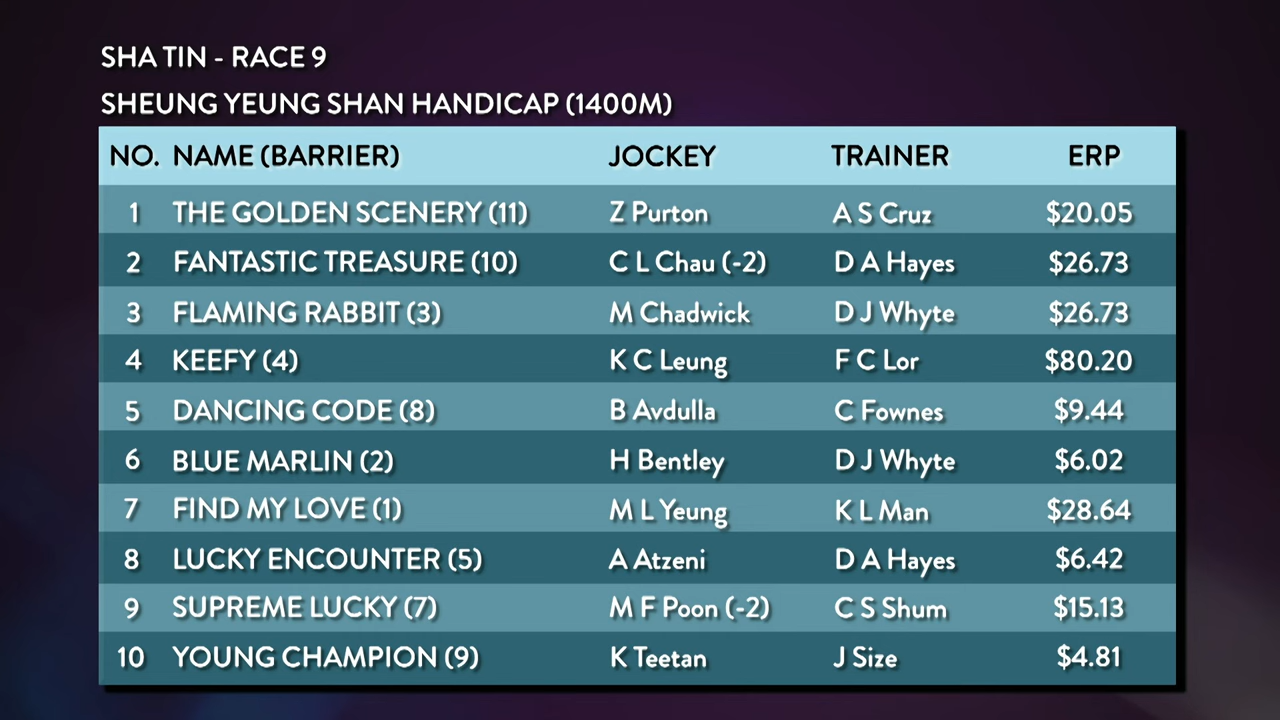 SHA TIN - RACE 9
SHEUNG YEUNG SHAN HANDICAP (1400M)
NO. NAME (BARRIER) JOCKEY TRAINER ERP
1 THE GOLDEN SCENERY (11) Z Purton A S Cruz $20.05
2 FANTASTIC TREASURE (10) C L Chau (-2) D A Hayes $26.73
3 FLAMING RABBIT (3) M Chadwick D J Whyte $26.73
4 KEEFY (4) K C Leung F C Lor $80.20
5 DANCING CODE (8) B Avdulla C Fownes $9.44
6 BLUE MARLIN (2) H Bentley D J Whyte $6.02
7 FIND MY LOVE (1) M L Yeung K L Man $28.64
8 LUCKY ENCOUNTER (5) A Atzeni D A Hayes $6.42
9 SUPREME LUCKY (7) M F Poon (-2) C S Shum $15.13
10 YOUNG CHAMPION (9) K Teetan J Size $4.81